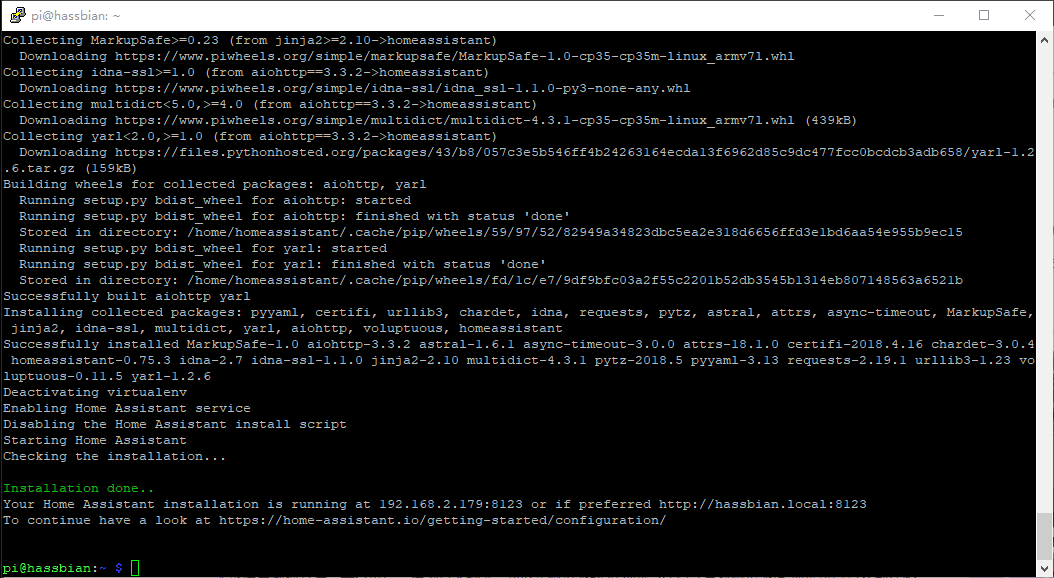 pi@hassbian: ~
Collecting MarkupSafe>=0.23 (from jinja2>=2.10->homeassistant)
  Downloading https://www.piwheels.org/simple/markupsafe/MarkupSafe-1.0-cp35-cp35m-linux_armv7l.whl
Collecting idna-ssl>=1.0 (from aiohttp==3.3.2->homeassistant)
  Downloading https://www.piwheels.org/simple/idna-ssl/idna_ssl-1.1.0-py3-none-any.whl
Collecting multidict<5.0,>=4.0 (from aiohttp==3.3.2->homeassistant)
  Downloading https://www.piwheels.org/simple/multidict/multidict-4.3.1-cp35-cp35m-linux_armv7l.whl (439kB)
Collecting yarl<2.0,>=1.0 (from aiohttp==3.3.2->homeassistant)
  Downloading https://files.pythonhosted.org/packages/43/b8/057c3e5b546ff4b24263164ecda13f6962d85c9dc477fcc0bcdcb3adb658/yarl-1.2
.6.tar.gz (159kB)
Building wheels for collected packages: aiohttp, yarl
  Running setup.py bdist_wheel for aiohttp: started
  Running setup.py bdist_wheel for aiohttp: finished with status 'done'
  Stored in directory: /home/homeassistant/.cache/pip/wheels/59/97/52/82949a34823dbc5ea2e318d6656ffd3e1bd6aa54e955b9ec15
  Running setup.py bdist_wheel for yarl: started
  Running setup.py bdist_wheel for yarl: finished with status 'done'
  Stored in directory: /home/homeassistant/.cache/pip/wheels/fd/1c/e7/9df9bfc03a2f55c2201b52db3545b1314eb807148563a6521b
Successfully built aiohttp yarl
Installing collected packages: pyyaml, certifi, urllib3, chardet, idna, requests, pytz, astral, attrs, async-timeout, MarkupSafe,
 jinja2, idna-ssl, multidict, yarl, aiohttp, voluptuous, homeassistant
Successfully installed MarkupSafe-1.0 aiohttp-3.3.2 astral-1.6.1 async-timeout-3.0.0 attrs-18.1.0 certifi-2018.4.16 chardet-3.0.4
 homeassistant-0.75.3 idna-2.7 idna-ssl-1.1.0 jinja2-2.10 multidict-4.3.1 pytz-2018.5 pyyaml-3.13 requests-2.19.1 urllib3-1.23 vo
luptuous-0.11.5 yarl-1.2.6
Deactivating virtualenv
Enabling Home Assistant service
Disabling the Home Assistant install script
Starting Home Assistant
Checking the installation...
Installation done..
Your Home Assistant installation is running at 192.168.2.179:8123 or if preferred http://hassbian.local:8123
To continue have a look at https://home-assistant.io/getting-started/configuration/
pi@hassbian:~ $